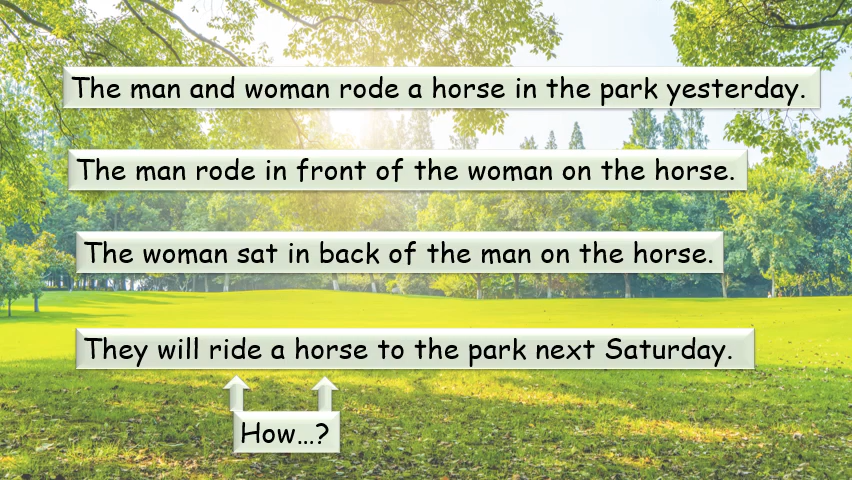 The man and woman rode a horse in the park yesterday.
The man rode in front of the woman on the horse.
The woman sat in back of the man on the horse.
They will ride a horse to the park next Saturday.
How...?